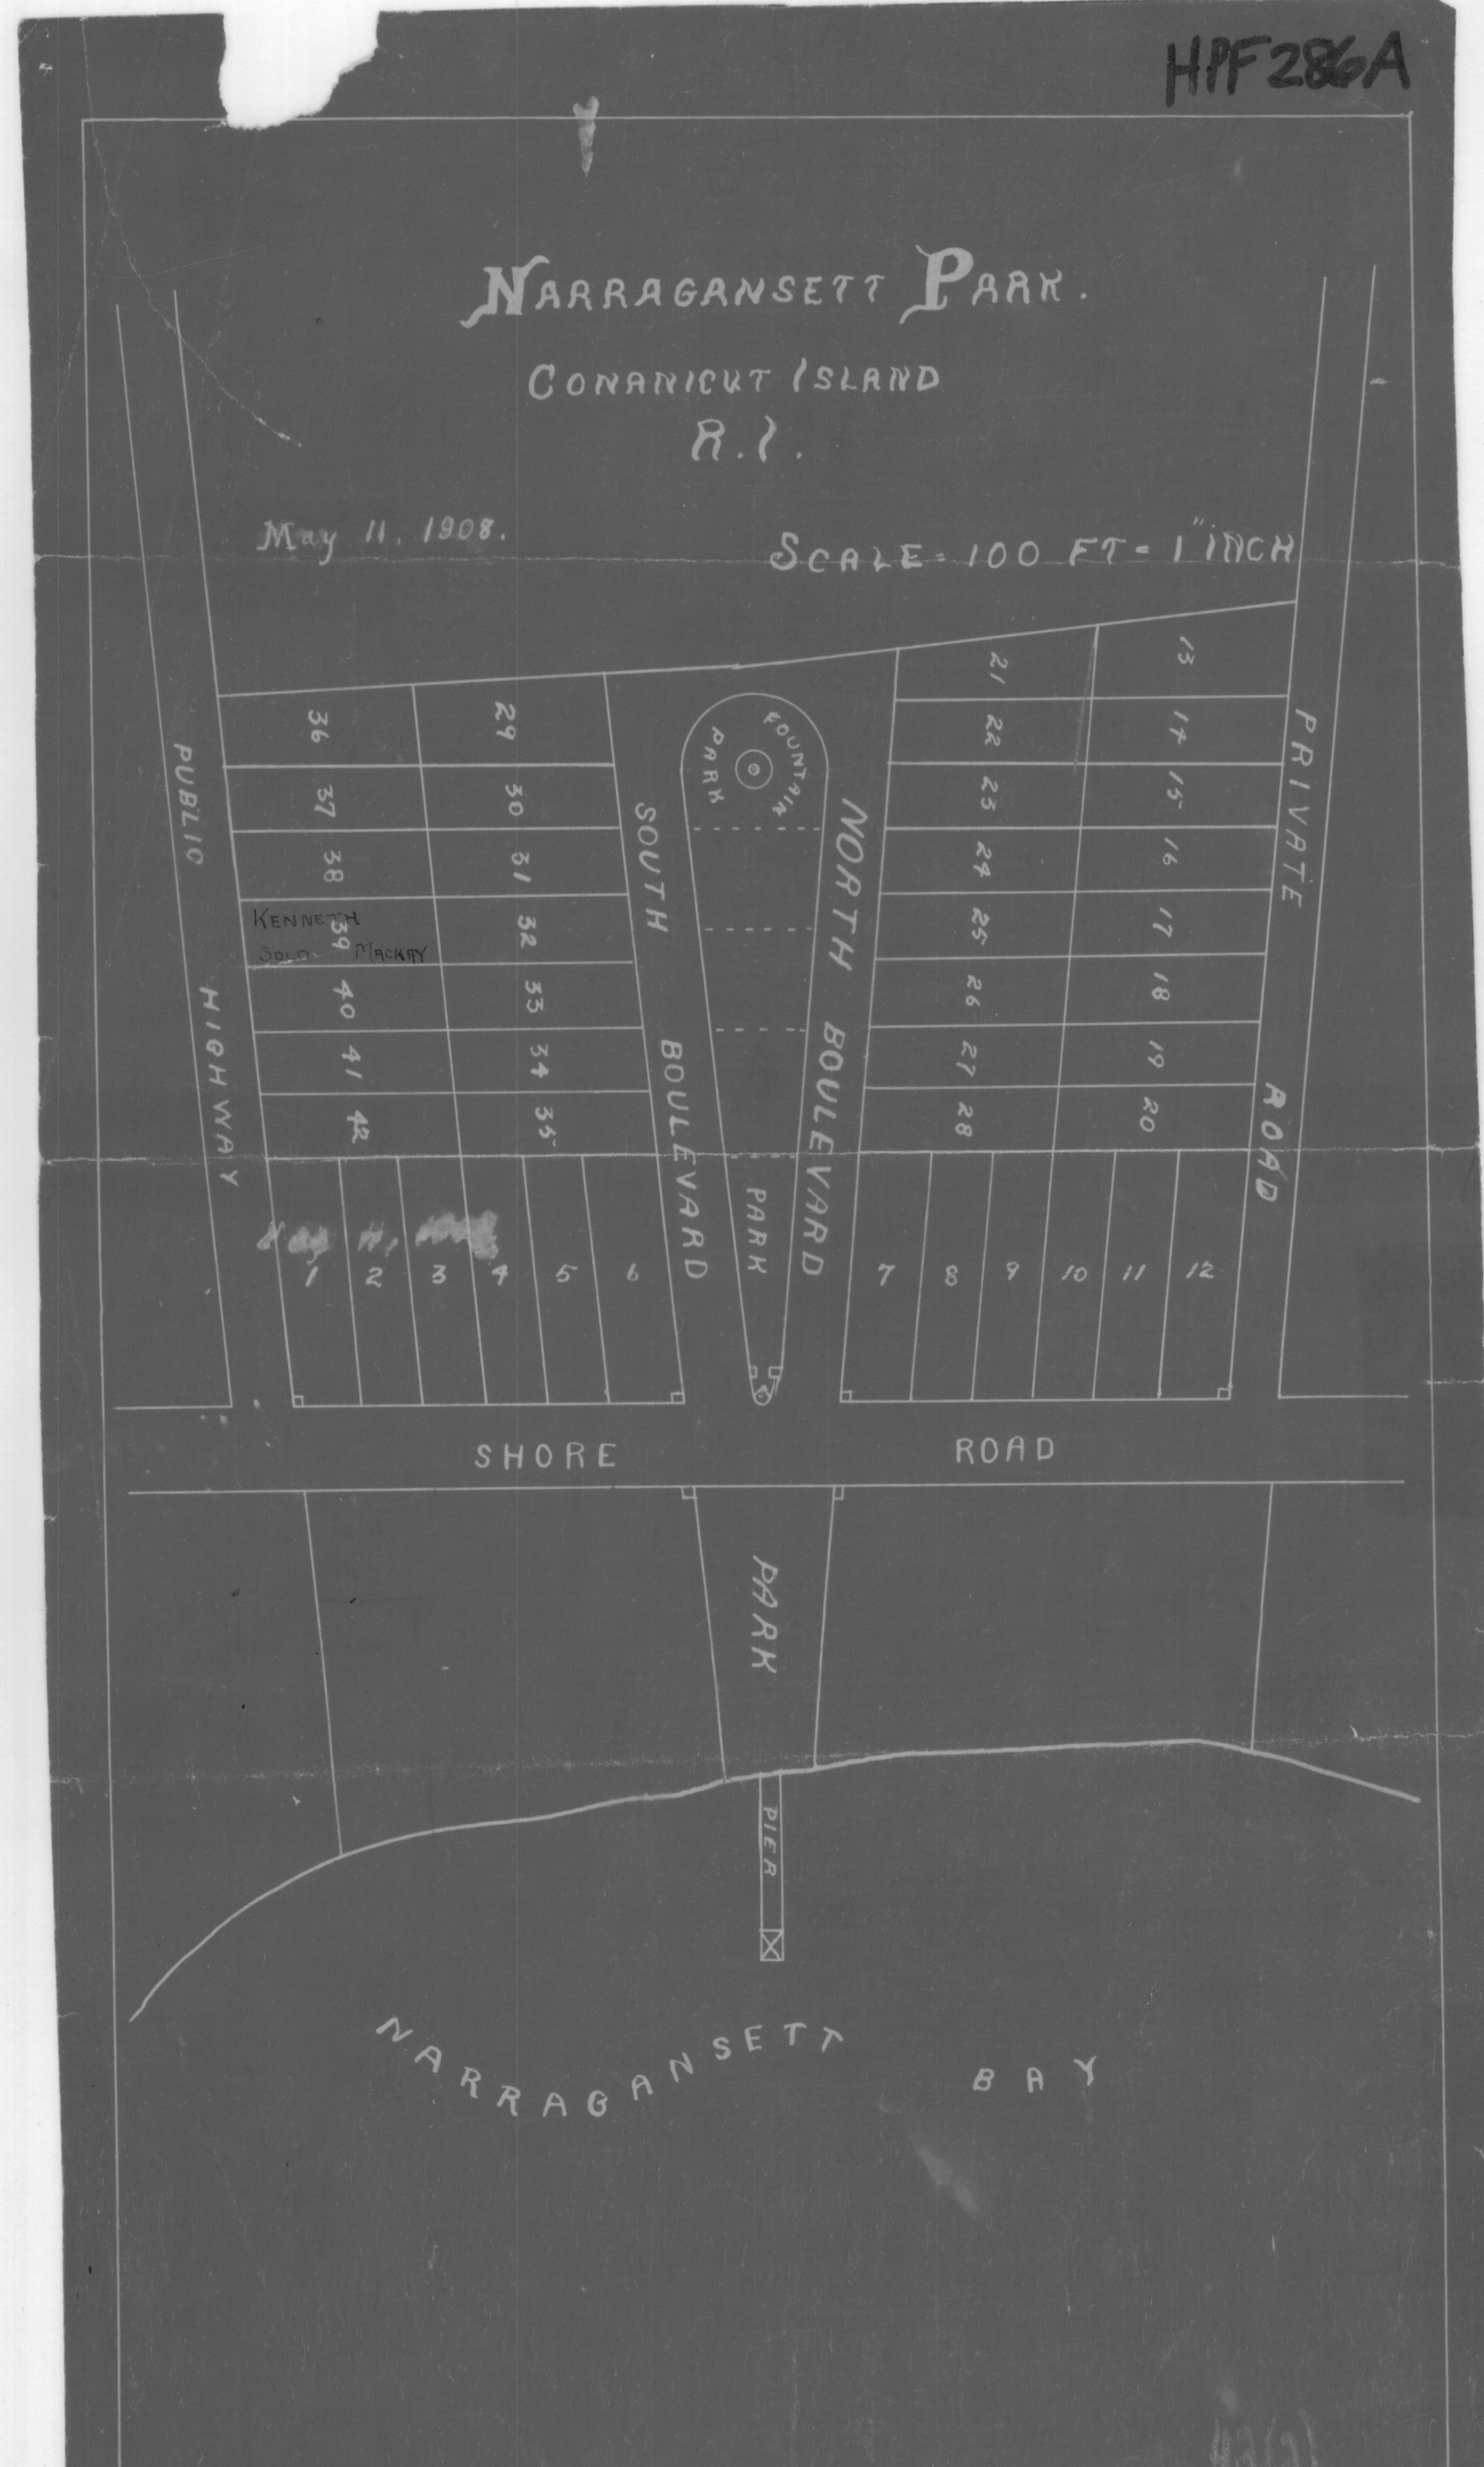 HPF286A
NARRAGANSETT PARK.
CONANICUT ISLAND
R.I.
May 11, 1908.
SCALE = 100 FT = 1" INCH
PUBLIC HIGHWAY
36
37
38
39
KENNETH
SOLD MACKAY
40
41
42
29
30
31
32
33
34
35
SOUTH BOULEVARD
FOUNTAIN
PARK
PARK
NORTH BOULEVARD
21
22
23
24
25
26
27
28
13
14
15
16
17
18
19
20
PRIVATE ROAD
1 2 3 4 5 6
7 8 9 10 11 12
SHORE ROAD
PARK
PIER
NARRAGANSETT BAY